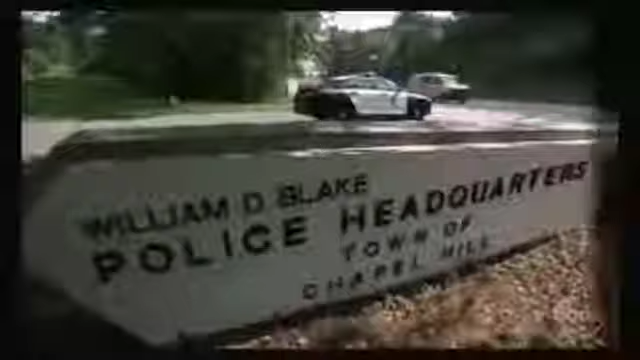 WILLIAM D BLAKE
POLICE HEADQUARTERS
TOWN OF
CHAPEL HILL